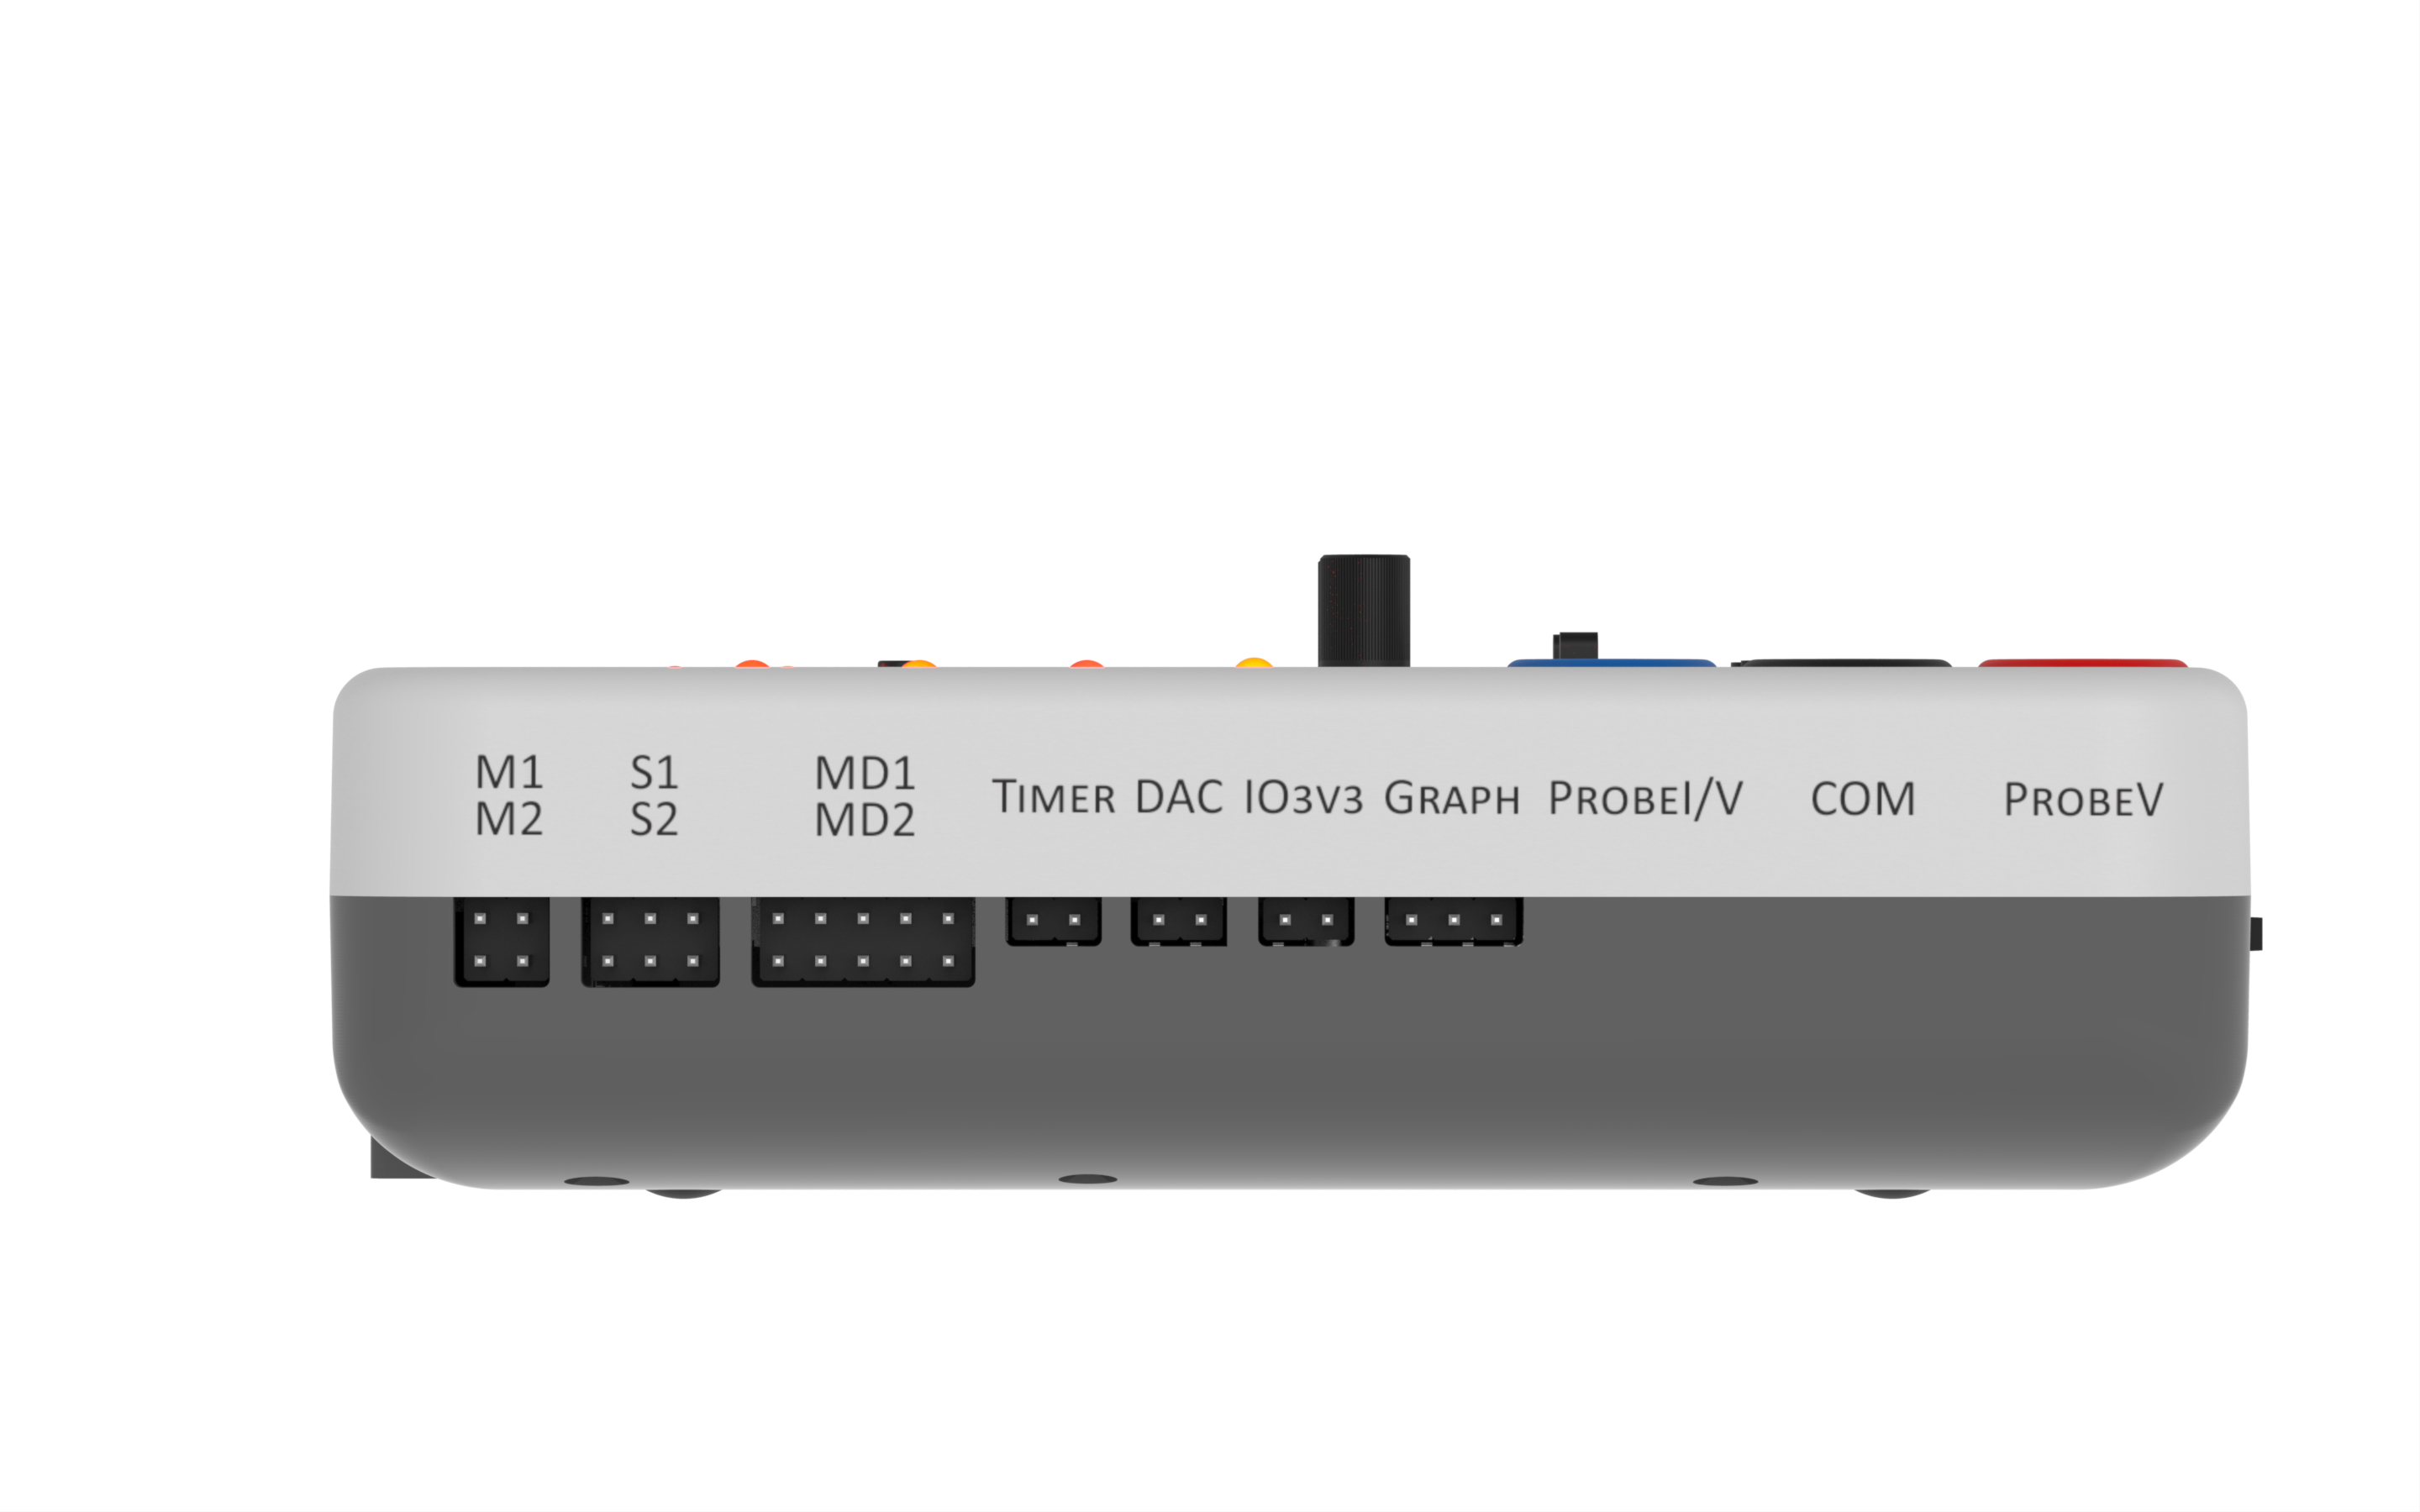 M1
M2
S1
S2
MD1
MD2
TIMER
DAC
IO3V3
GRAPH
PROBEI/V
COM
PROBEV